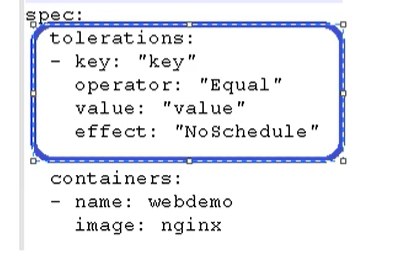 spec:
  tolerations:
  - key: "key"
    operator: "Equal"
    value: "value"
    effect: "NoSchedule"
  containers:
  - name: webdemo
    image: nginx